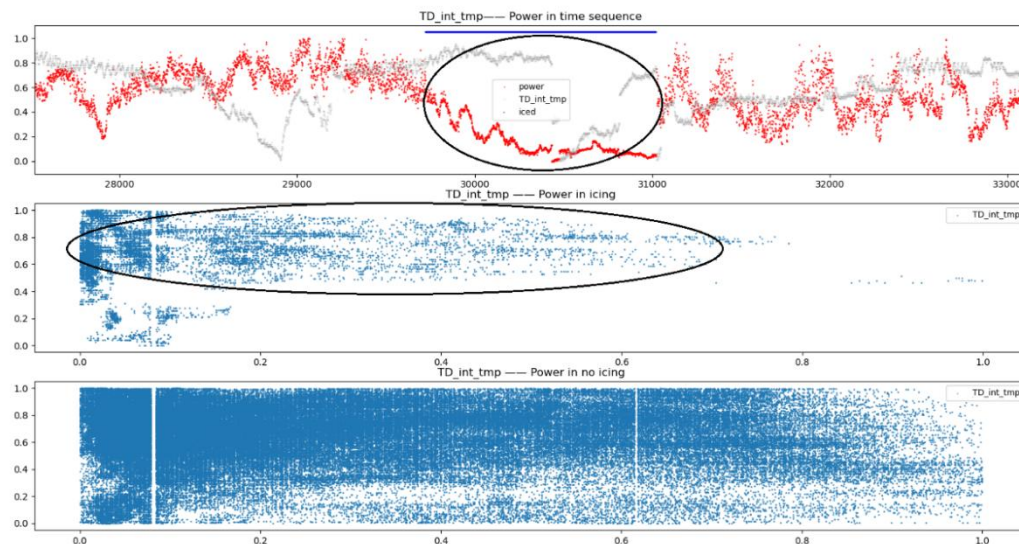 TD_int_tmp—— Power in time sequence
1.0
0.8
0.6
0.4
0.2
0.0
power
TD_int_tmp
iced
28000 29000 30000 31000 32000 33000
TD_int_tmp —— Power in icing
1.0
0.8
0.6
0.4
0.2
0.0
TD_int_tmp
0.0 0.2 0.4 0.6 0.8 1.0
TD_int_tmp —— Power in no icing
1.0
0.8
0.6
0.4
0.2
0.0
TD_int_tmp
0.0 0.2 0.4 0.6 0.8 1.0